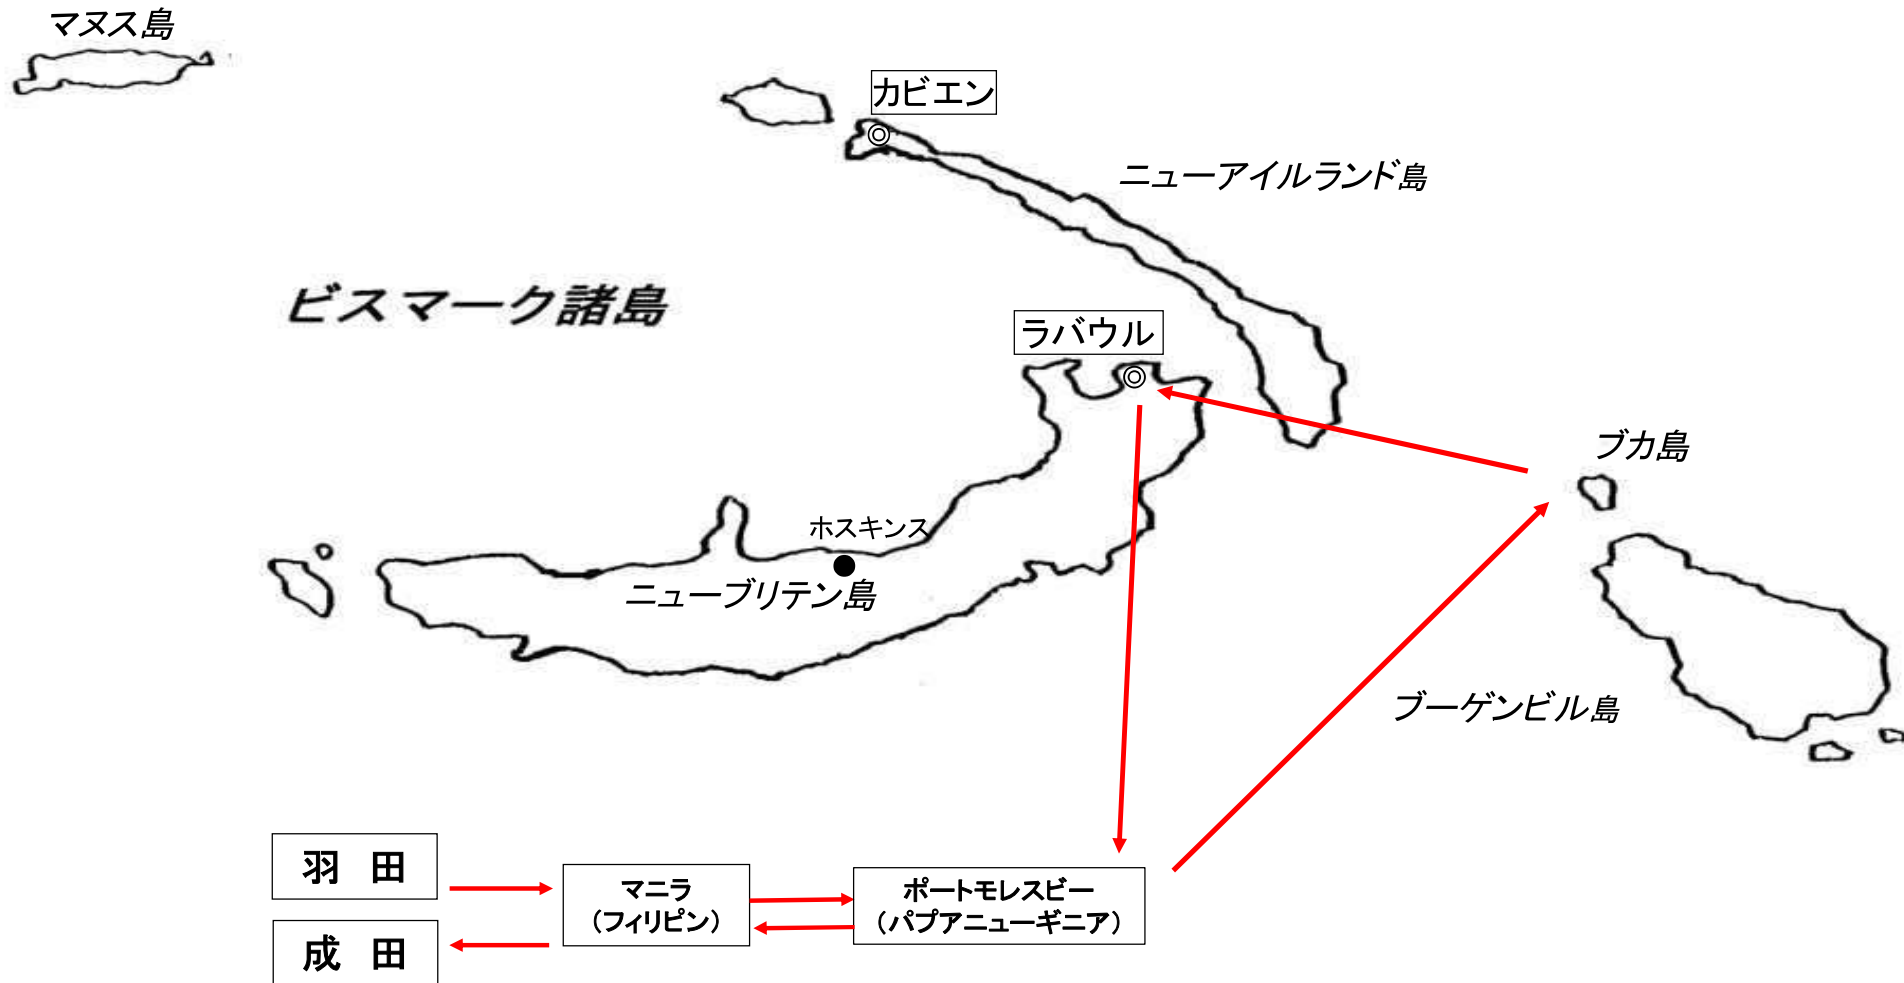 マヌス島
カビエン
ニューアイルランド島
ビスマーク諸島
ラバウル
ブカ島
ホスキンス
ニューブリテン島
ブーゲンビル島
羽　田
マニラ
（フィリピン）
ポートモレスビー
（パプアニューギニア）
成　田